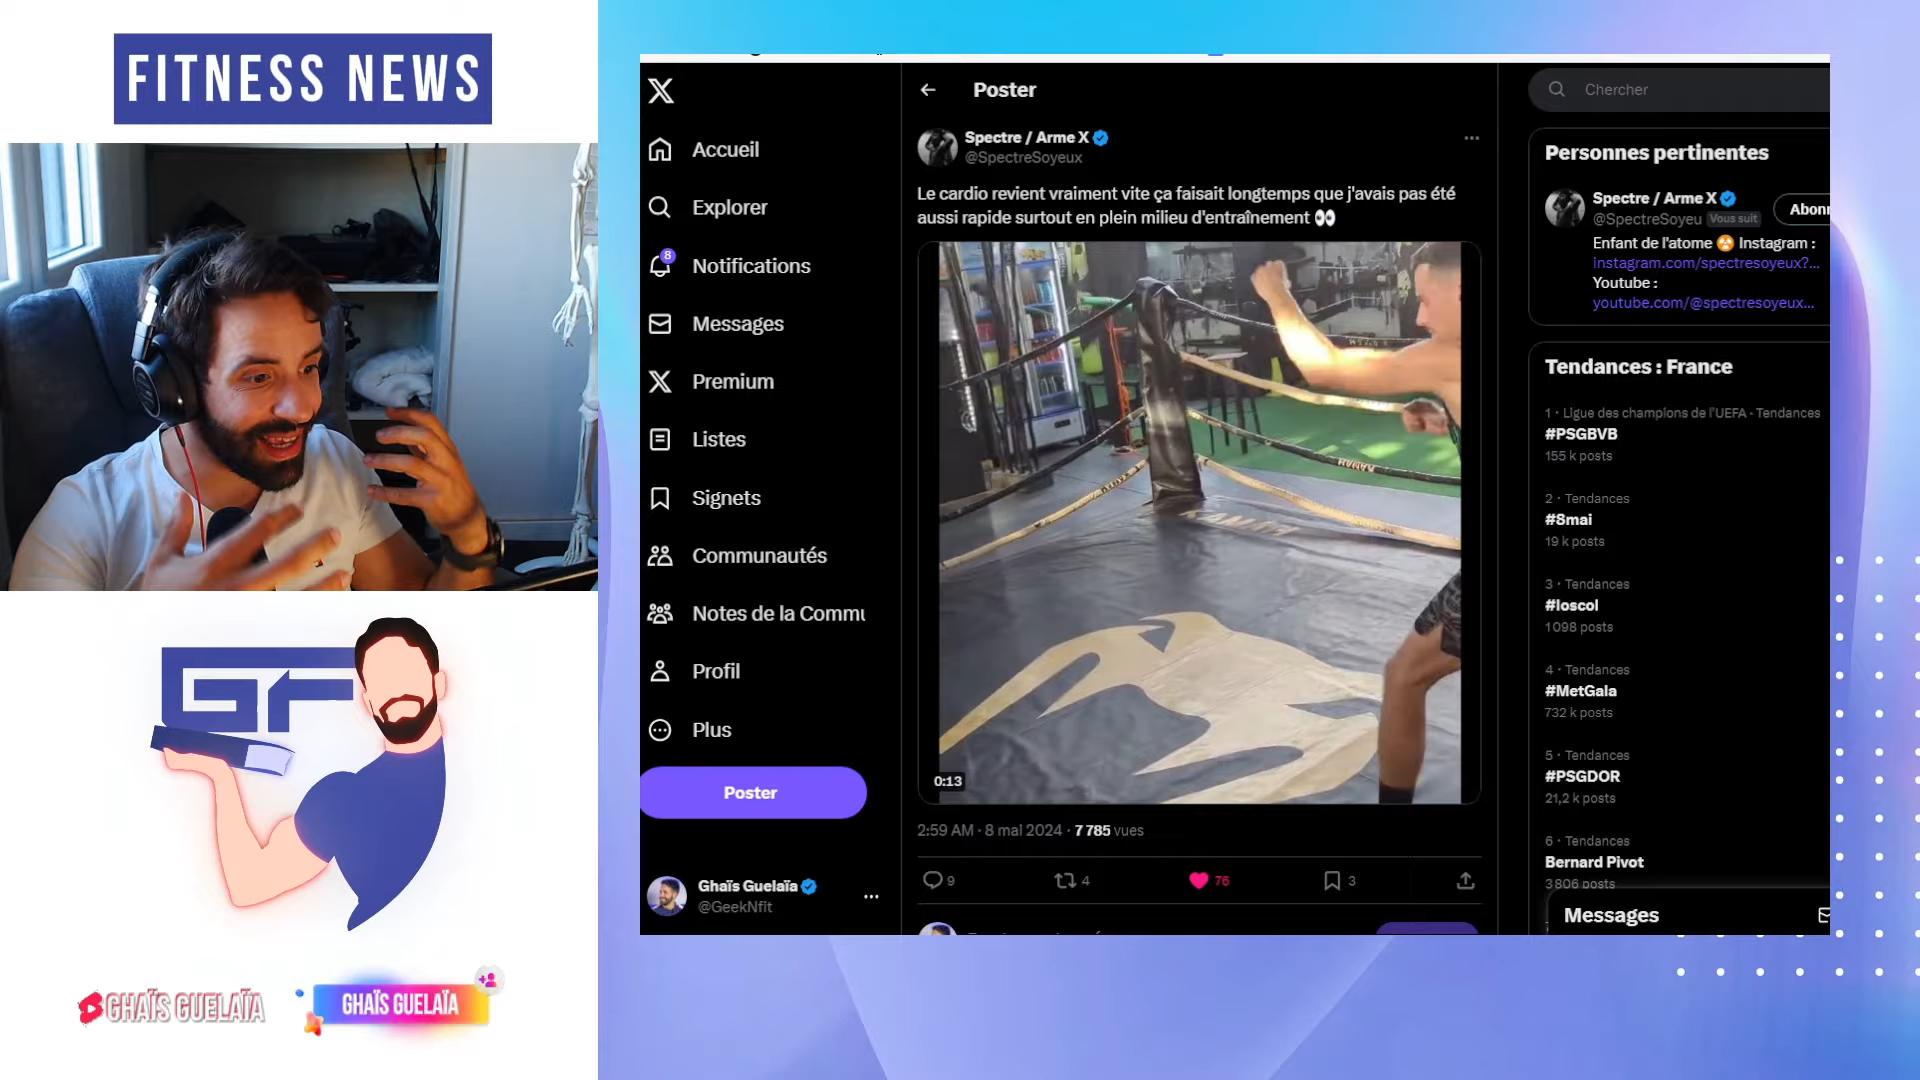 FITNESS NEWS
GF
GHAÏS GUELAÏA
GHAÏS GUELAÏA
Accueil
Explorer
8
Notifications
Messages
Premium
Listes
Signets
Communautés
Notes de la Commu
Profil
Plus
Poster
Ghaïs Guelaïa
@GeekNfit
Poster
Spectre / Arme X
@SpectreSoyeux
Le cardio revient vraiment vite ça faisait longtemps que j'avais pas été
aussi rapide surtout en plein milieu d'entraînement 👀
0:13
2:59 AM · 8 mai 2024 · 7 785 vues
9
4
76
3
Chercher
Personnes pertinentes
Spectre / Arme X
@SpectreSoyeu Vous suit
Abonn
Enfant de l'atome ☢ Instagram :
instagram.com/spectresoyeux?...
Youtube :
youtube.com/@spectresoyeux...
Tendances : France
1 · Ligue des champions de l'UEFA · Tendances
#PSGBVB
155 k posts
2 · Tendances
#8mai
19 k posts
3 · Tendances
#loscol
1 098 posts
4 · Tendances
#MetGala
732 k posts
5 · Tendances
#PSGDOR
21,2 k posts
6 · Tendances
Bernard Pivot
3 806 posts
Messages